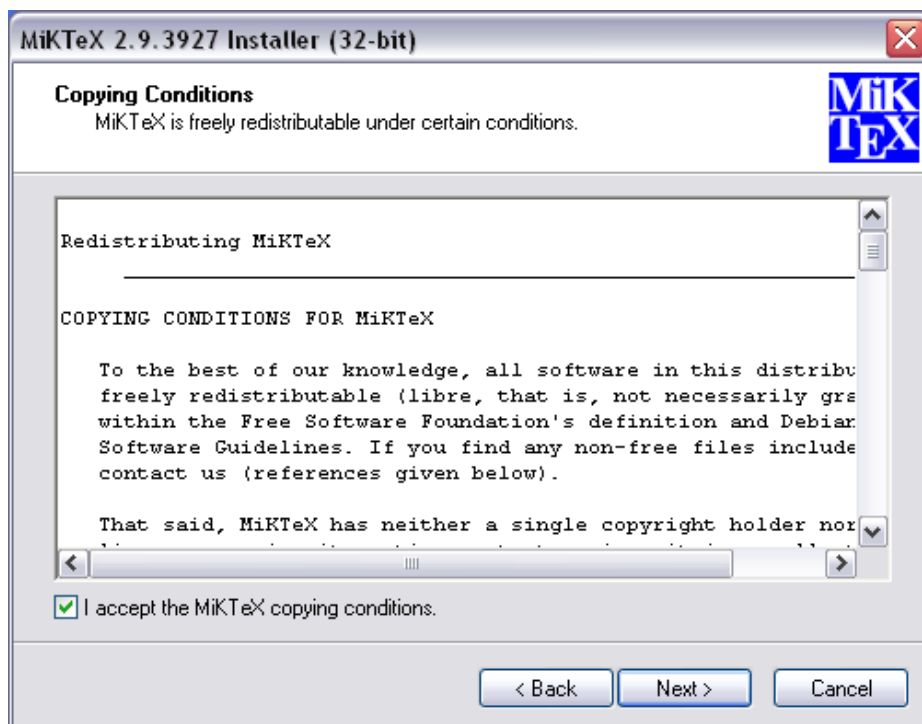 MiKTeX 2.9.3927 Installer (32-bit)
Copying Conditions
MiKTeX is freely redistributable under certain conditions.
MiK
TEX
Redistributing MiKTeX
COPYING CONDITIONS FOR MiKTeX
To the best of our knowledge, all software in this distribu
freely redistributable (libre, that is, not necessarily gra
within the Free Software Foundation's definition and Debian
Software Guidelines. If you find any non-free files include
contact us (references given below).
That said, MiKTeX has neither a single copyright holder nor
I accept the MiKTeX copying conditions.
< Back
Next >
Cancel